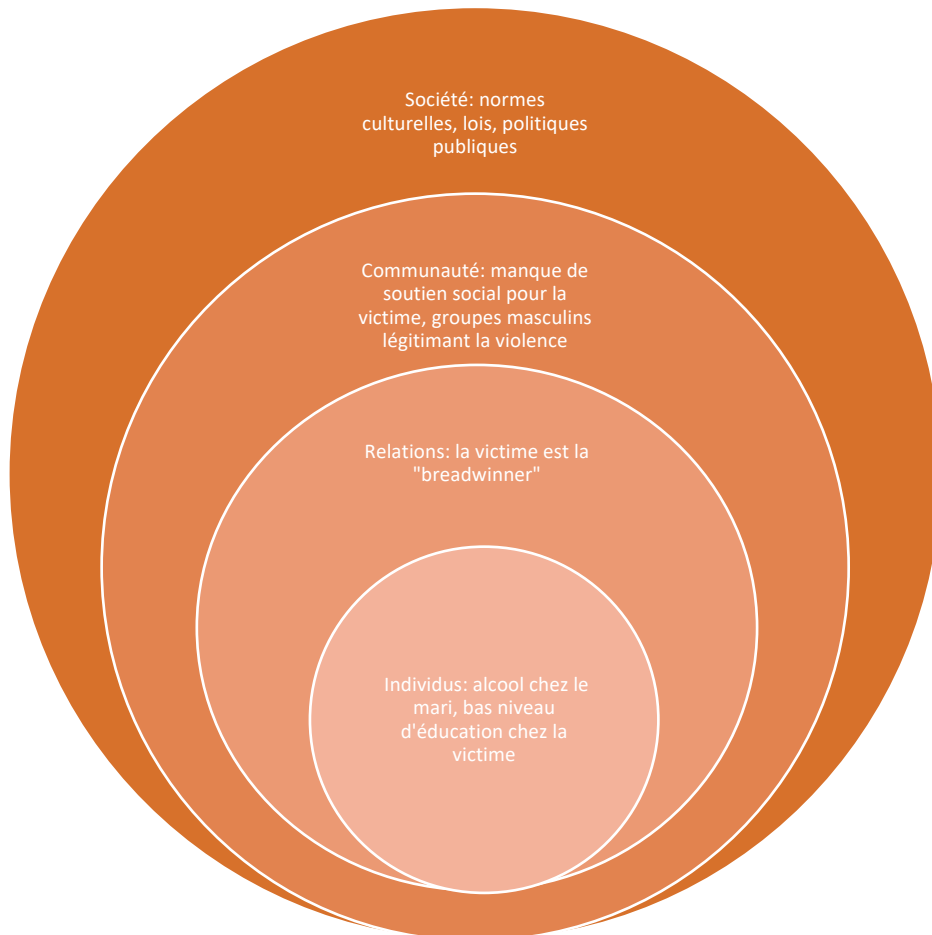 Société: normes
culturelles, lois, politiques
publiques
Communauté: manque de
soutien social pour la
victime, groupes masculins
légitimant la violence
Relations: la victime est la
"breadwinner"
Individus: alcool chez le
mari, bas niveau
d'éducation chez la
victime